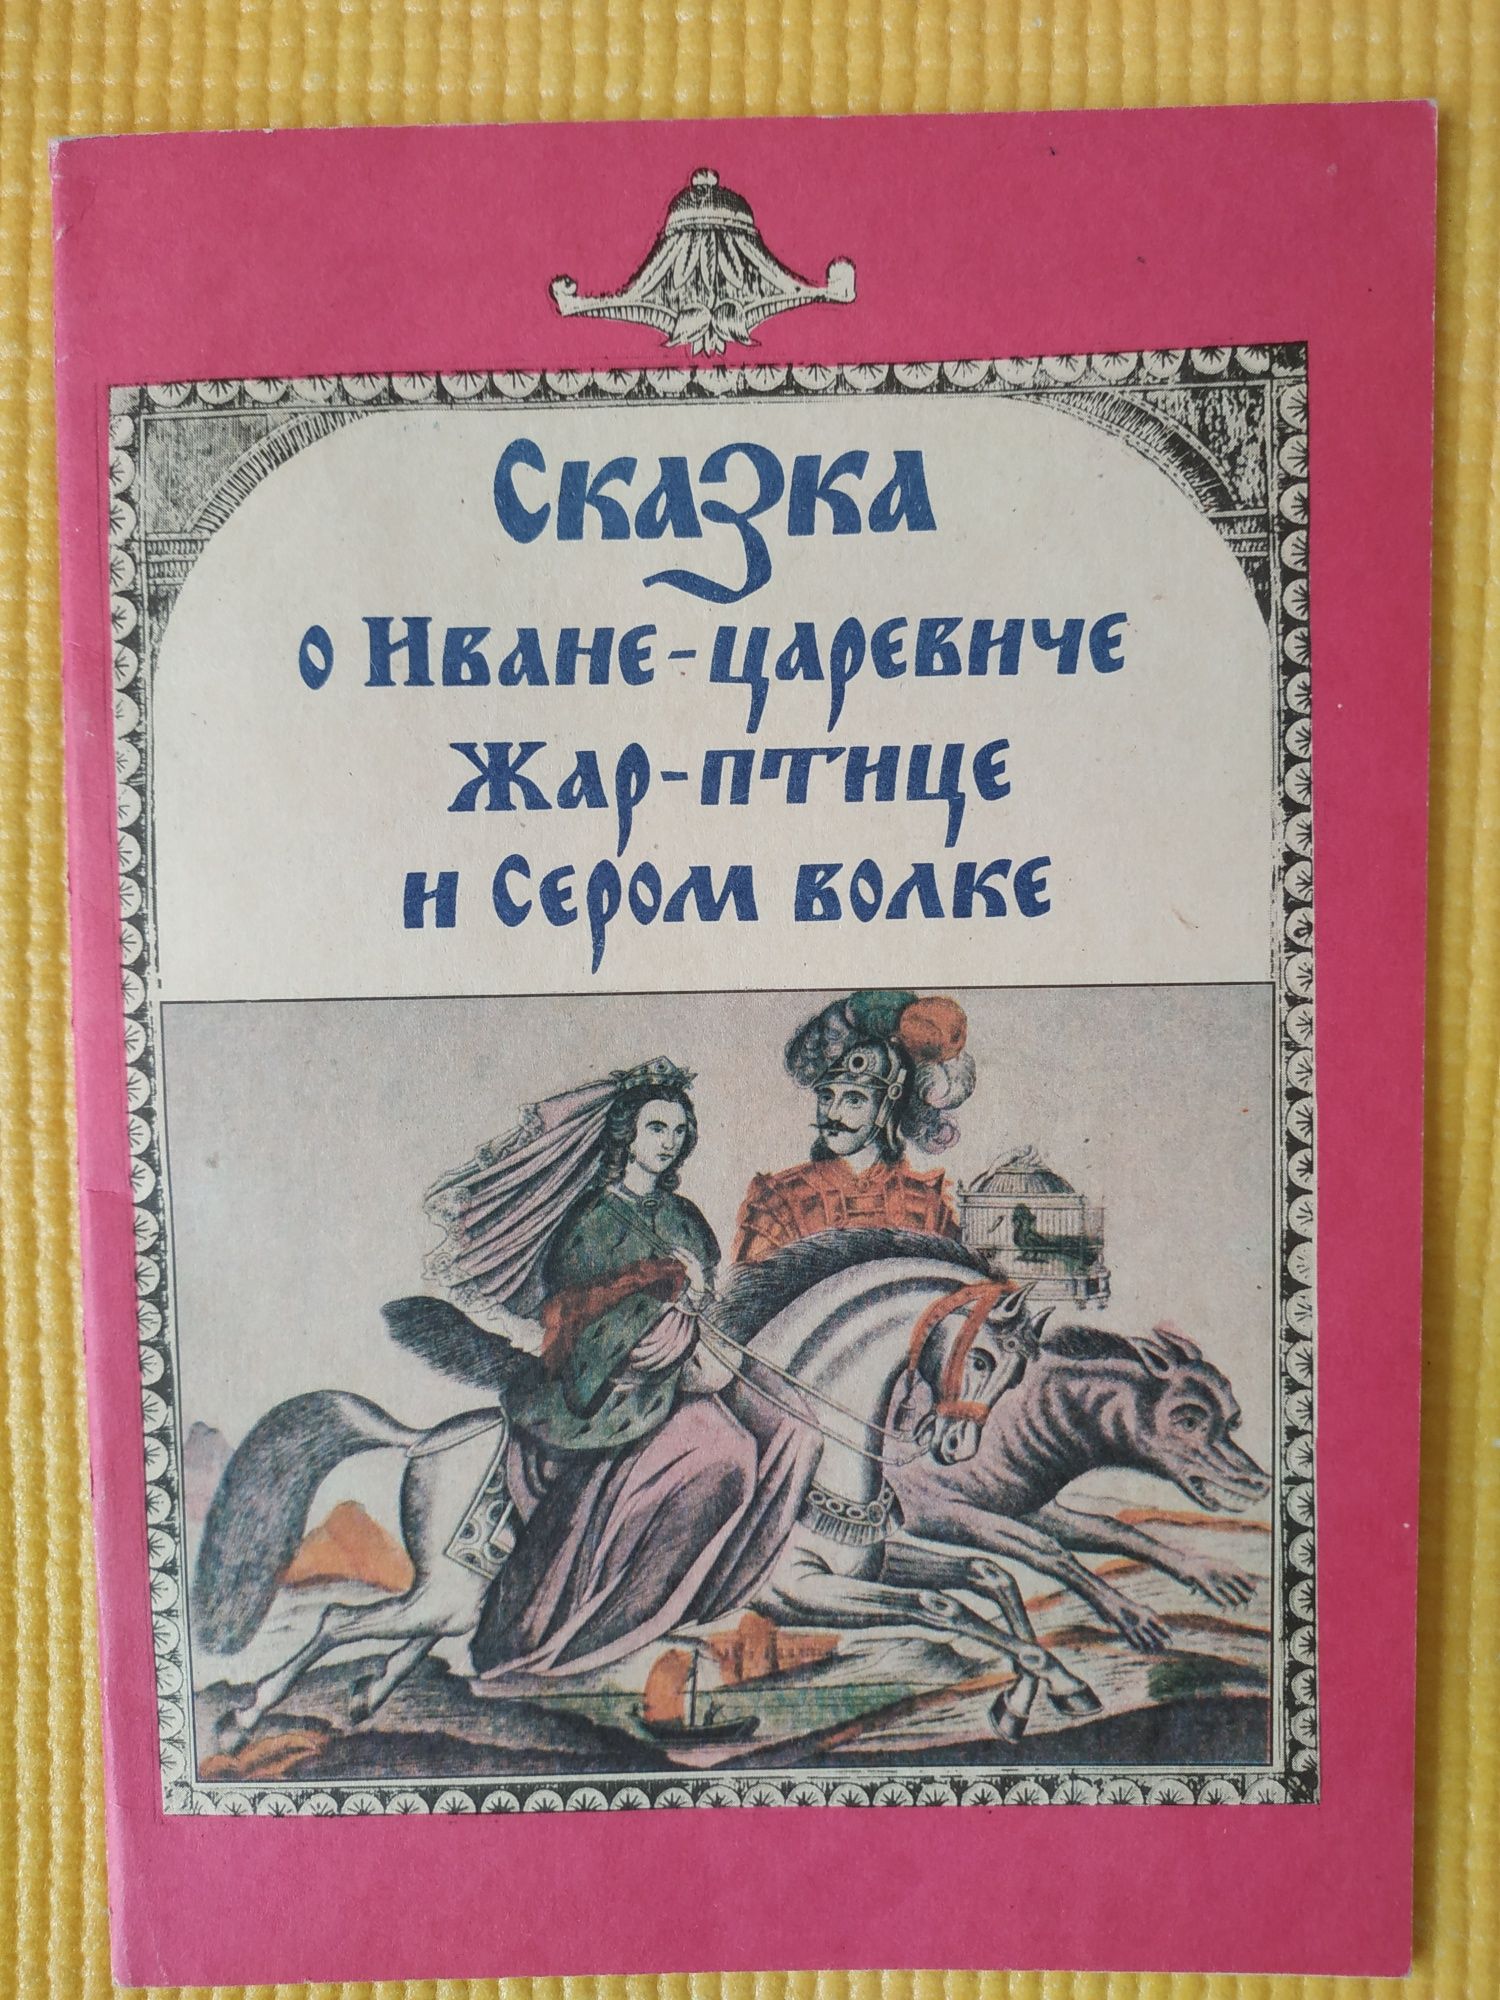 Сказка
о Иване-царевиче
Жар-птице
и Сером волке